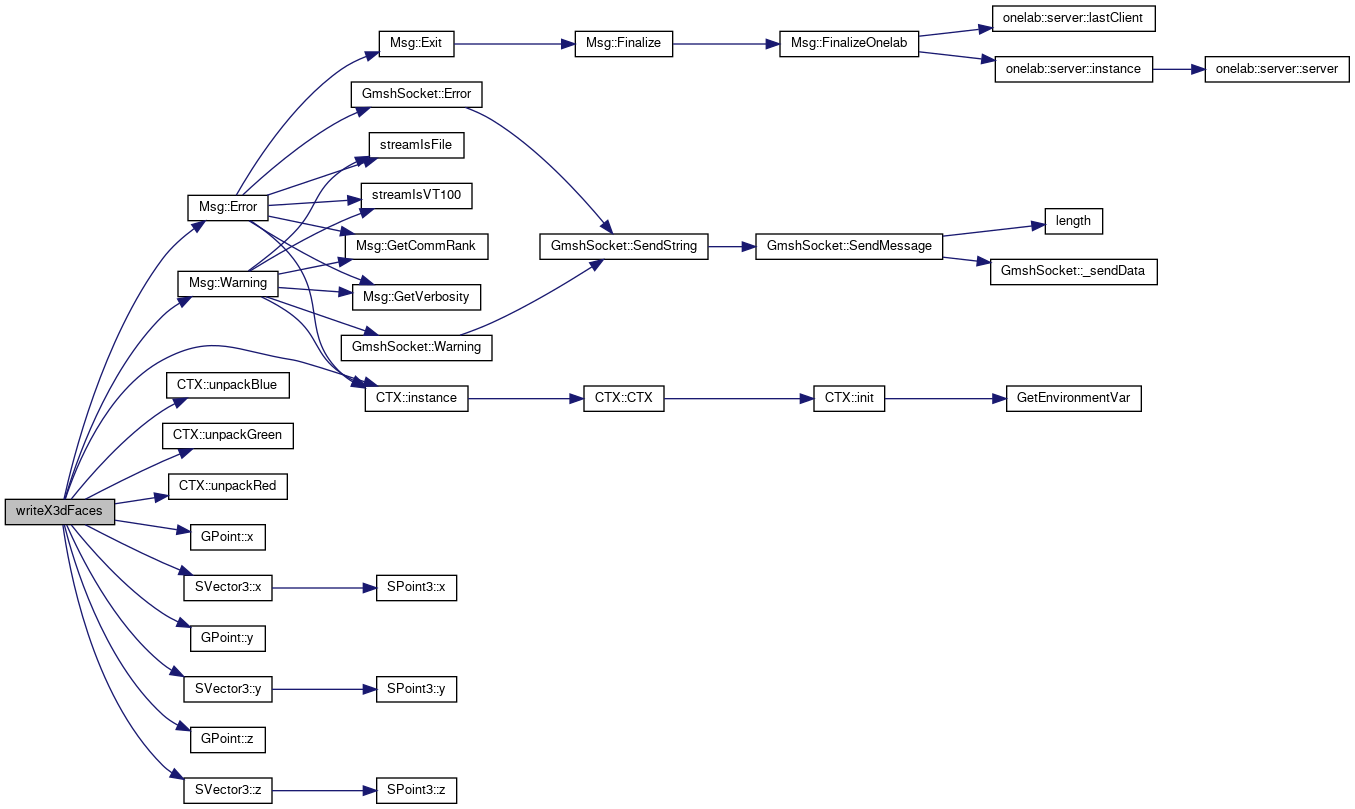 onelab::server::lastClient
Msg::Exit
Msg::Finalize
Msg::FinalizeOnelab
onelab::server::instance
onelab::server::server
GmshSocket::Error
streamIsFile
streamIsVT100
Msg::Error
length
Msg::GetCommRank
GmshSocket::SendString
GmshSocket::SendMessage
GmshSocket::_sendData
Msg::Warning
Msg::GetVerbosity
GmshSocket::Warning
CTX::unpackBlue
CTX::instance
CTX::CTX
CTX::init
GetEnvironmentVar
CTX::unpackGreen
CTX::unpackRed
writeX3dFaces
GPoint::x
SVector3::x
SPoint3::x
GPoint::y
SVector3::y
SPoint3::y
GPoint::z
SVector3::z
SPoint3::z